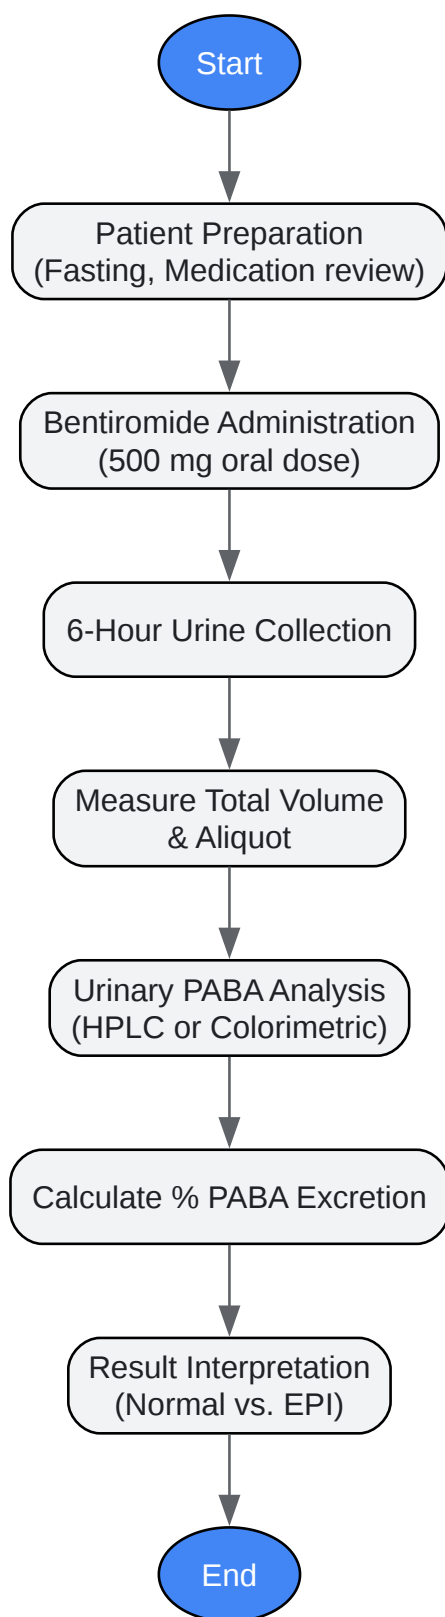 Start
Patient Preparation
(Fasting, Medication review)
Bentiromide Administration
(500 mg oral dose)
6-Hour Urine Collection
Measure Total Volume
& Aliquot
Urinary PABA Analysis
(HPLC or Colorimetric)
Calculate % PABA Excretion
Result Interpretation
(Normal vs. EPI)
End